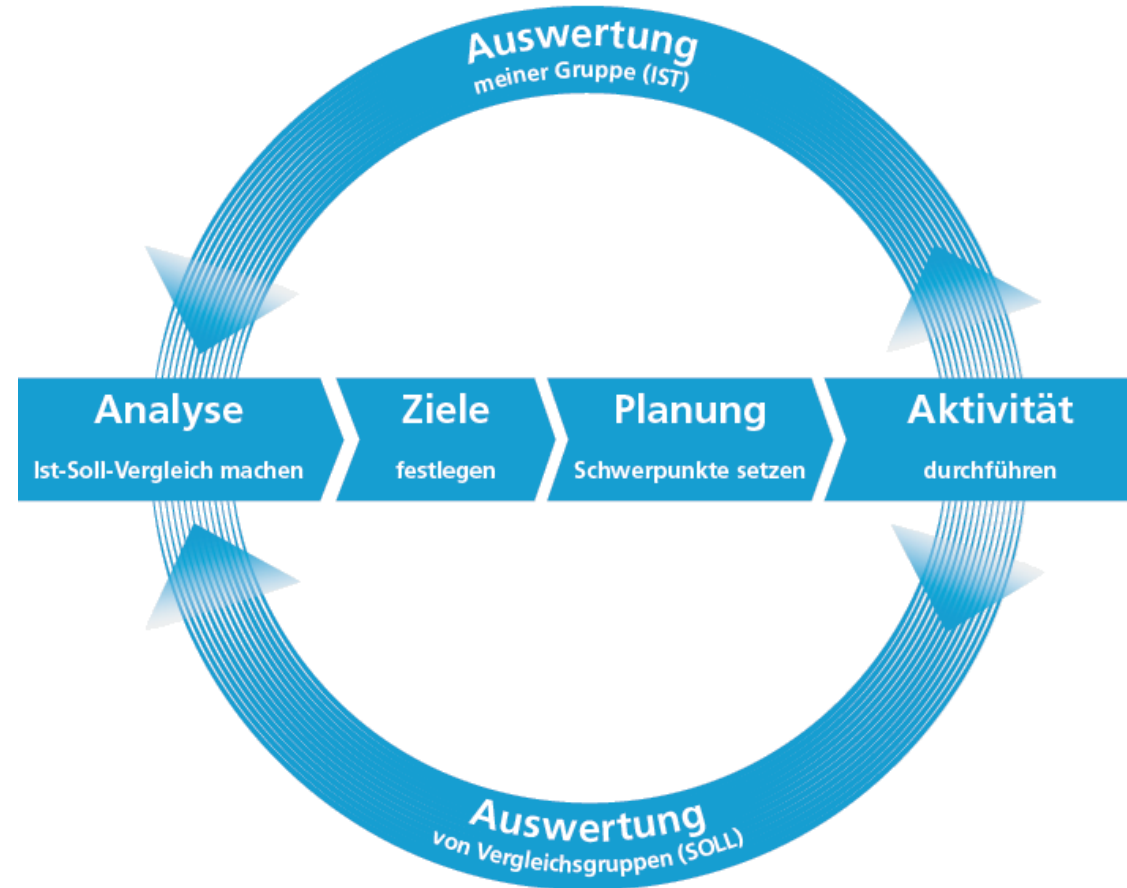 Auswertung
meiner Gruppe (IST)
Analyse
Ist-Soll-Vergleich machen
Ziele
festlegen
Planung
Schwerpunkte setzen
Aktivität
durchführen
Auswertung
von Vergleichsgruppen (SOLL)